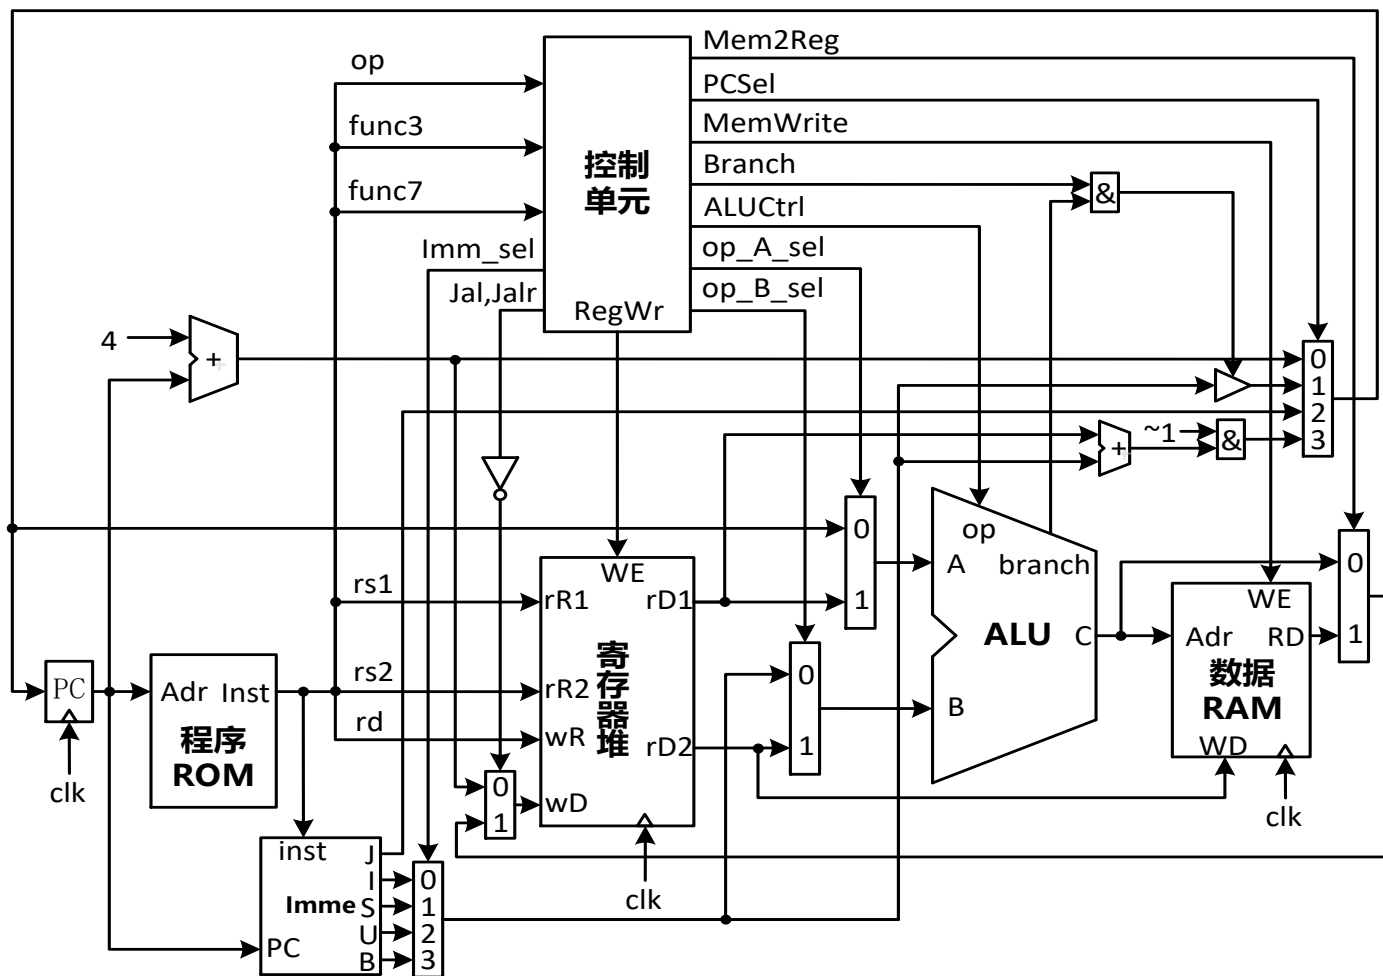 Mem2Reg
op
PCSel
MemWrite
func3
控制
单元
Branch
&
func7
ALUCtrl
Imm_sel
op_A_sel
Jal,Jalr
op_B_sel
RegWr
4
+
0
1
2
3
~1
&
+
0
1
op
A
branch
ALU
C
B
0
1
WE
Adr
RD
数据
RAM
WD
clk
0
1
WE
rs1
rR1
rD1
寄
存
器
堆
rs2
rR2
rd
wR
rD2
wD
clk
0
1
PC
clk
Adr
Inst
程序
ROM
inst
J
I
Imme
S
U
PC
B
0
1
2
3